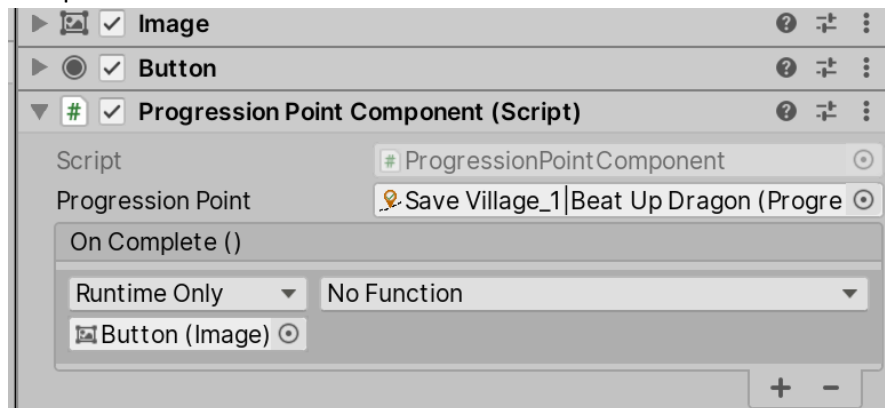 Image
Button
# Progression Point Component (Script)
Script # ProgressionPointComponent
Progression Point Save Village_1|Beat Up Dragon (Progre
On Complete ()
Runtime Only No Function
Button (Image)